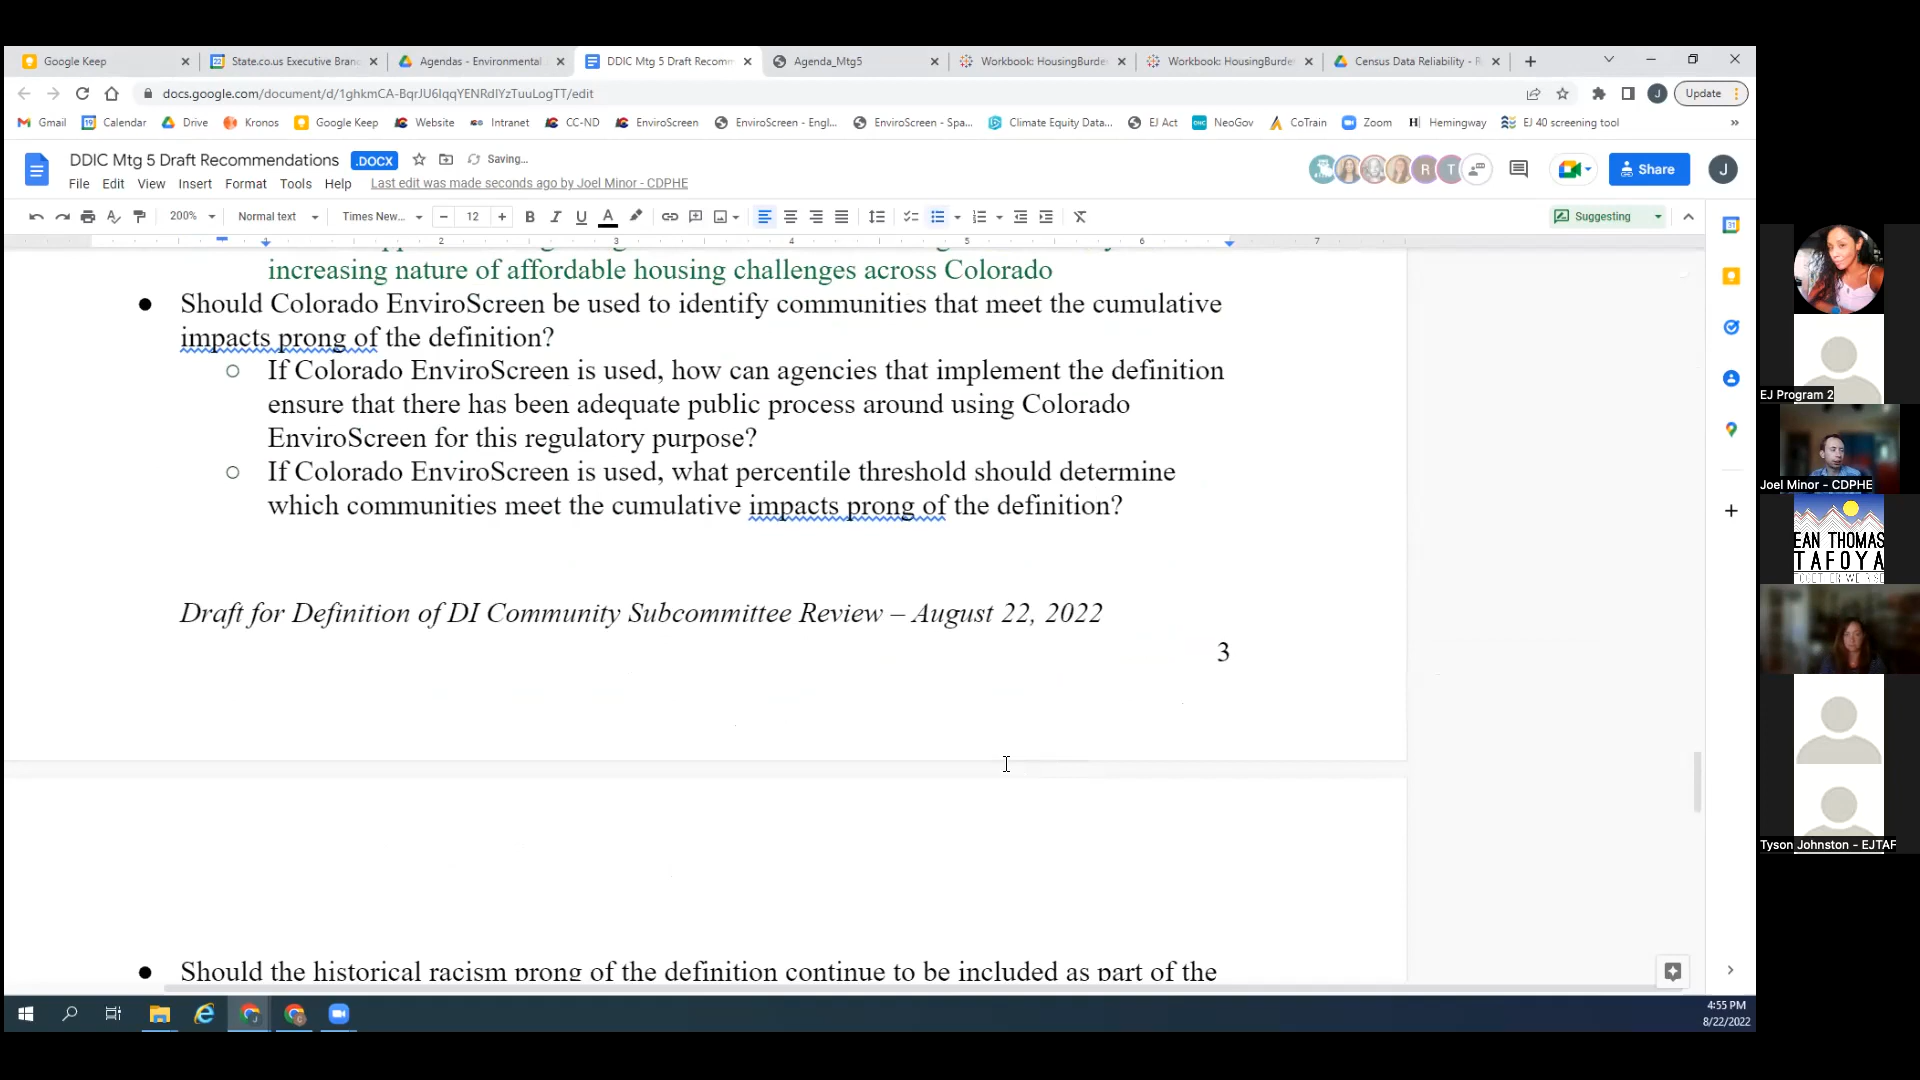 Google Keep
State.co.us Executive Bran
Agendas - Environmental
DDIC Mtg 5 Draft Recomm
Agenda_Mtg5
Workbook: HousingBurde
Workbook: HousingBurde
Census Data Reliability - R
docs.google.com/document/d/1ghkmCA-BqrJU6IqqYENRdIYzTuuLogTT/edit
J
Update
Gmail
Calendar
Drive
Kronos
Google Keep
Website
Intranet
CC-ND
EnviroScreen
EnviroScreen - Engl...
EnviroScreen - Spa...
Climate Equity Data...
EJ Act
NeoGov
CoTrain
Zoom
Hemingway
EJ 40 screening tool
DDIC Mtg 5 Draft Recommendations .DOCX Saving...
R T Share J
File Edit View Insert Format Tools Help Last edit was made seconds ago by Joel Minor - CDPHE
200% Normal text Times New... 12 B I U A Suggesting
1 2 3 4 5 6 7
increasing nature of affordable housing challenges across Colorado
● Should Colorado EnviroScreen be used to identify communities that meet the cumulative
impacts prong of the definition?
○ If Colorado EnviroScreen is used, how can agencies that implement the definition
ensure that there has been adequate public process around using Colorado
EnviroScreen for this regulatory purpose?
○ If Colorado EnviroScreen is used, what percentile threshold should determine
which communities meet the cumulative impacts prong of the definition?
Draft for Definition of DI Community Subcommittee Review – August 22, 2022
3
● Should the historical racism prong of the definition continue to be included as part of the
EJ Program 2
Joel Minor - CDPHE
EAN THOMAS
TAFOYA
Tyson Johnston - EJTAF
4:55 PM
8/22/2022